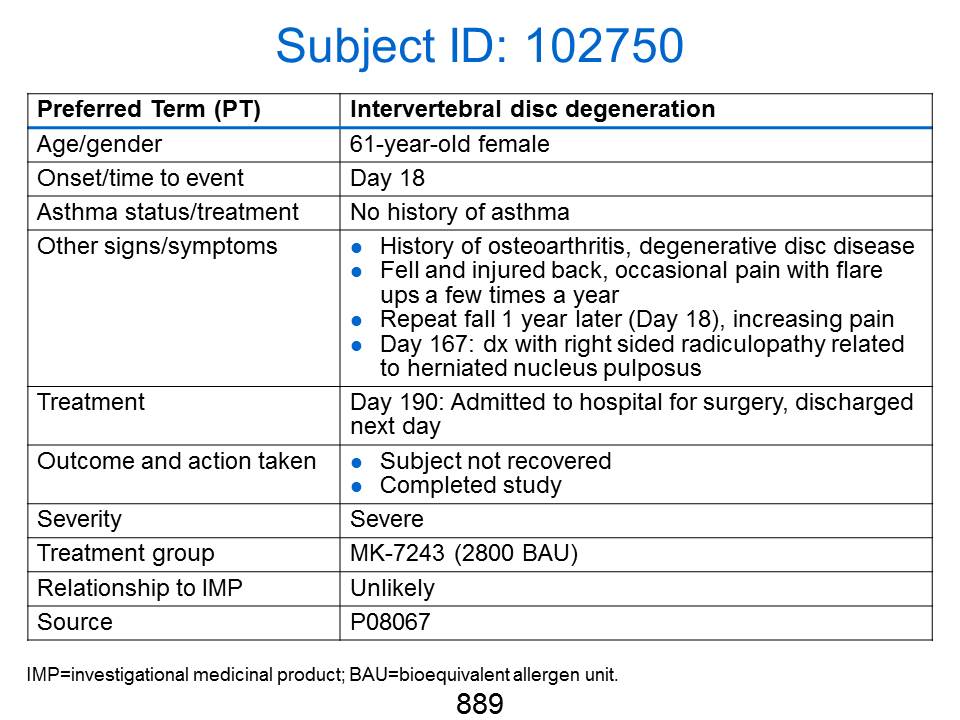 Subject ID: 102750
Preferred Term (PT) Intervertebral disc degeneration
Age/gender 61-year-old female
Onset/time to event Day 18
Asthma status/treatment No history of asthma
Other signs/symptoms ● History of osteoarthritis, degenerative disc disease
● Fell and injured back, occasional pain with flare
ups a few times a year
● Repeat fall 1 year later (Day 18), increasing pain
● Day 167: dx with right sided radiculopathy related
to herniated nucleus pulposus
Treatment Day 190: Admitted to hospital for surgery, discharged
next day
Outcome and action taken ● Subject not recovered
● Completed study
Severity Severe
Treatment group MK-7243 (2800 BAU)
Relationship to IMP Unlikely
Source P08067
IMP=investigational medicinal product; BAU=bioequivalent allergen unit.
889